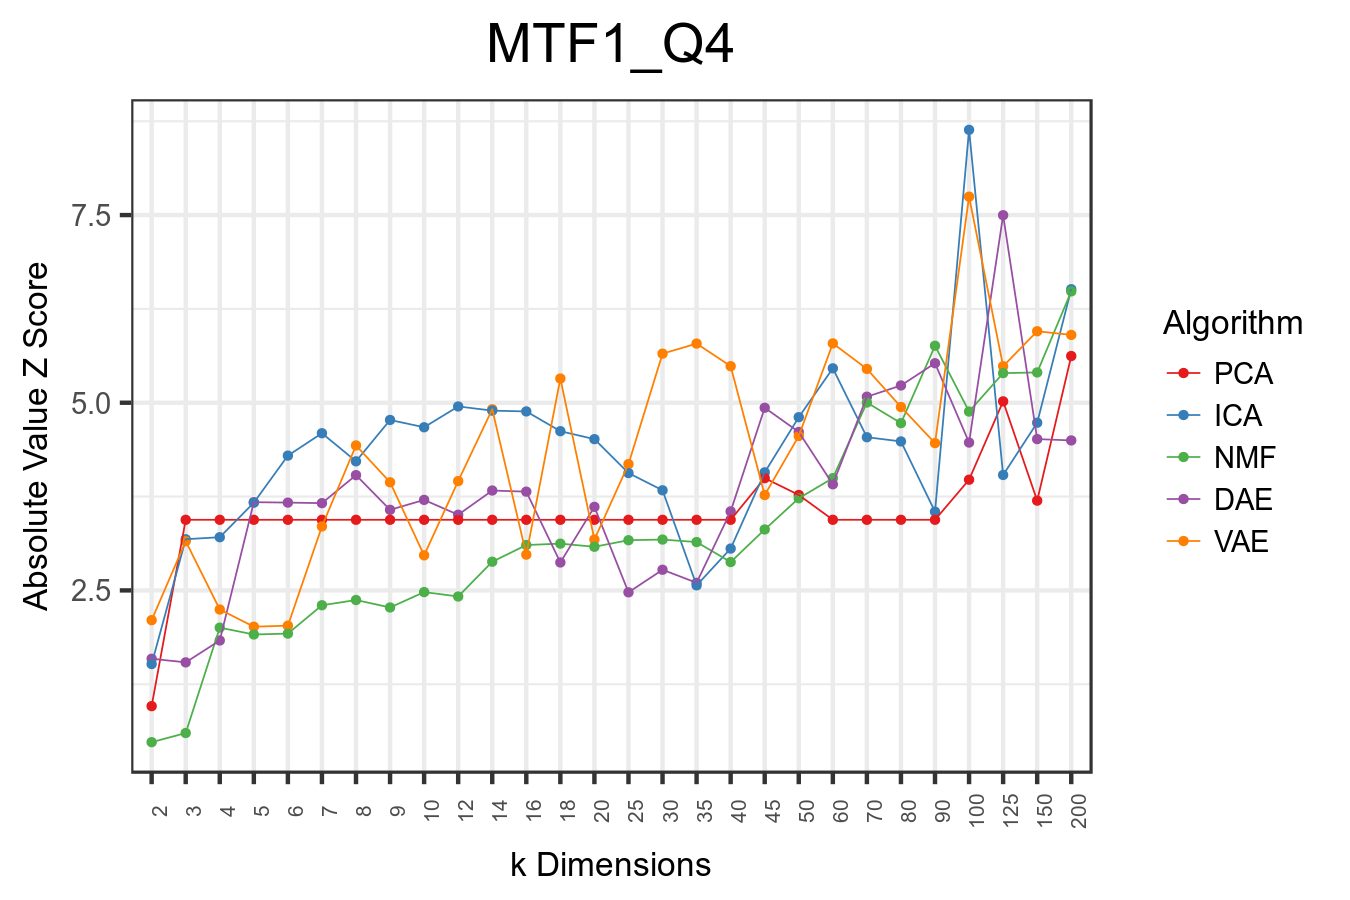 MTF1_Q4
Absolute Value Z Score
7.5
5.0
2.5
2 3 4 5 6 7 8 9 10 12 14 16 18 20 25 30 35 40 45 50 60 70 80 90 100 125 150 200
k Dimensions
Algorithm
PCA
ICA
NMF
DAE
VAE